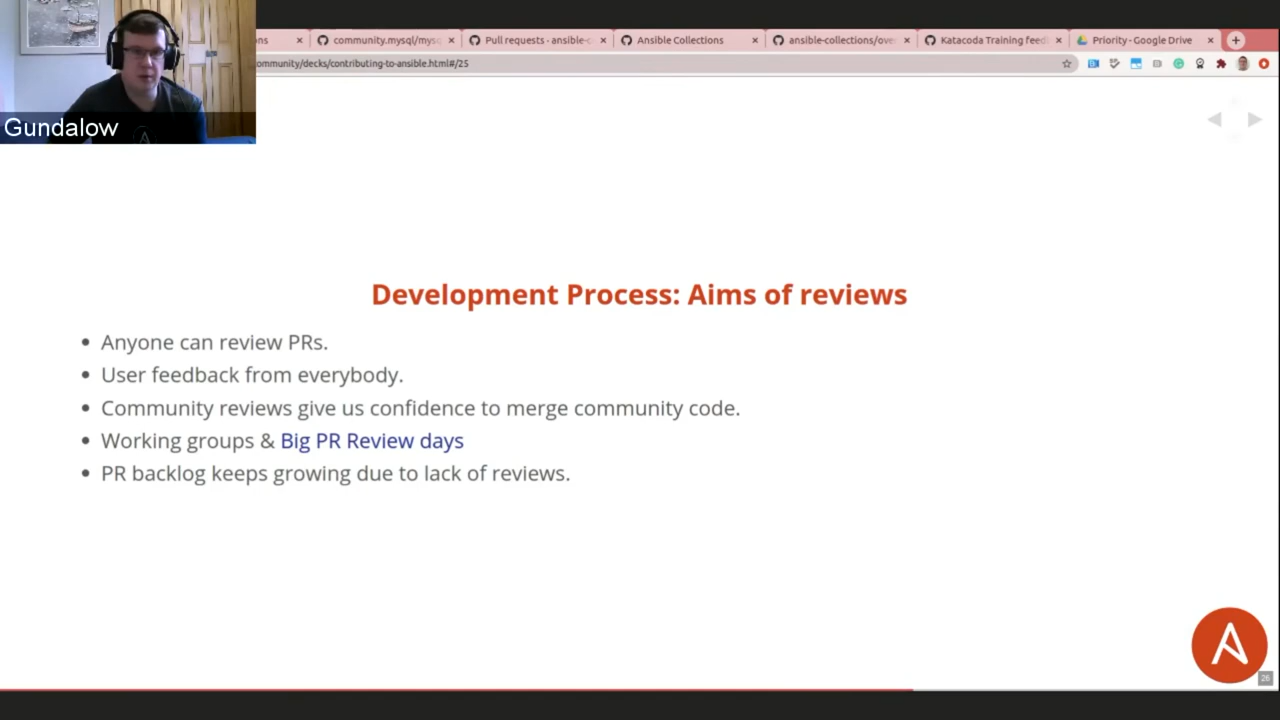 Gundalow
ns
community.mysql/mysq
Pull requests · ansible-c
Ansible Collections
ansible-collections/over
Katacoda Training feed
Priority - Google Drive
ommunity/decks/contributing-to-ansible.html#/25
Development Process: Aims of reviews
Anyone can review PRs.
User feedback from everybody.
Community reviews give us confidence to merge community code.
Working groups & Big PR Review days
PR backlog keeps growing due to lack of reviews.
26